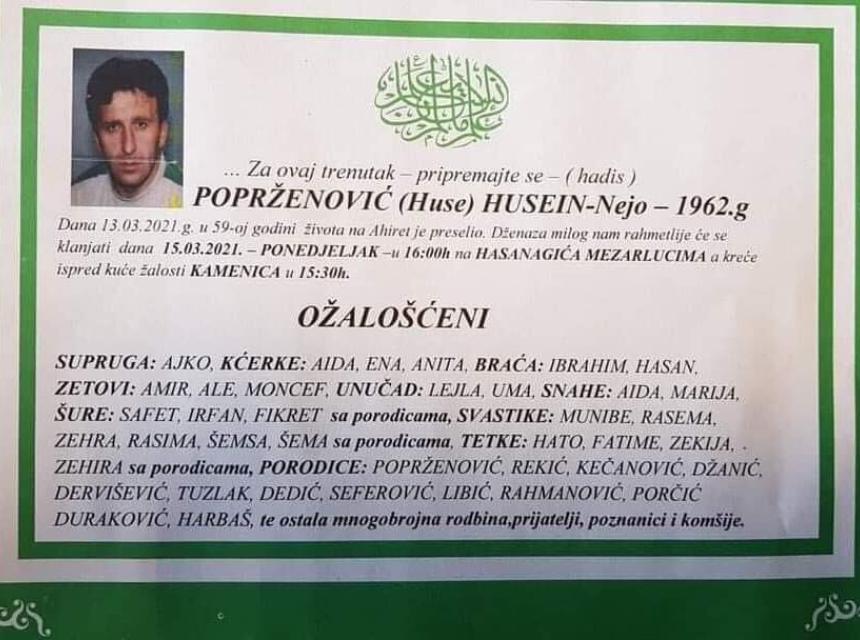 ... Za ovaj trenutak – pripremajte se – ( hadis )
POPRŽENOVIĆ (Huse) HUSEIN-Nejo – 1962.g
Dana 13.03.2021.g. u 59-oj godini života na Ahiret je preselio. Dženaza milog nam rahmetlije će se
klanjati dana 15.03.2021. – PONEDJELJAK –u 16:00h na HASANAGIĆA MEZARLUCIMA a kreće
ispred kuće žalosti KAMENICA u 15:30h.
OŽALOŠĆENI
SUPRUGA: AJKO, KĆERKE: AIDA, ENA, ANITA, BRAĆA: IBRAHIM, HASAN,
ZETOVI: AMIR, ALE, MONCEF, UNUČAD: LEJLA, UMA, SNAHE: AIDA, MARIJA,
ŠURE: SAFET, IRFAN, FIKRET sa porodicama, SVASTIKE: MUNIBE, RASEMA,
ZEHRA, RASIMA, ŠEMSA, ŠEMA sa porodicama, TETKE: HATO, FATIME, ZEKIJA, .
ZEHIRA sa porodicama, PORODICE: POPRŽENOVIĆ, REKIĆ, KEČANOVIĆ, DŽANIĆ,
DERVIŠEVIĆ, TUZLAK, DEDIĆ, SEFEROVIĆ, LIBIĆ, RAHMANOVIĆ, PORČIĆ
DURAKOVIĆ, HARBAŠ, te ostala mnogobrojna rodbina,prijatelji, poznanici i komšije.